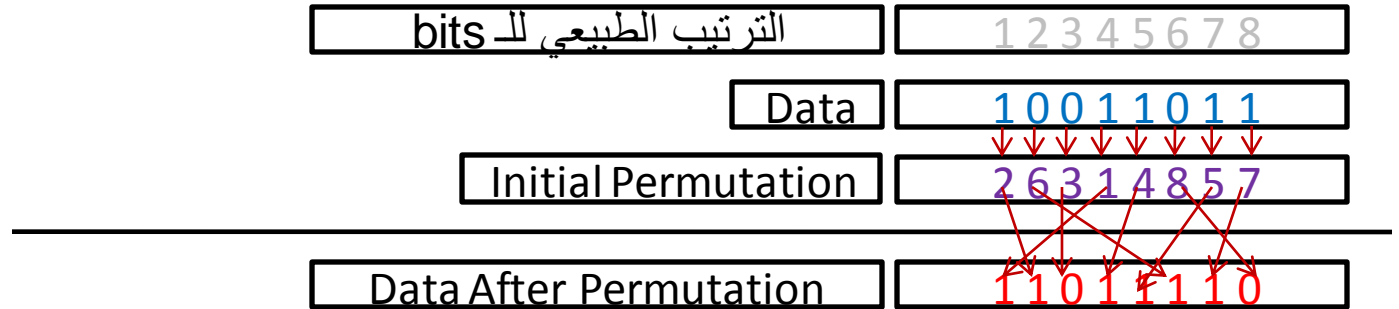 الترتيب الطبيعي للـ bits 1 2 3 4 5 6 7 8
Data 1 0 0 1 1 0 1 1
Initial Permutation 2 6 3 1 4 8 5 7
Data After Permutation 1 1 0 1 1 1 1 0